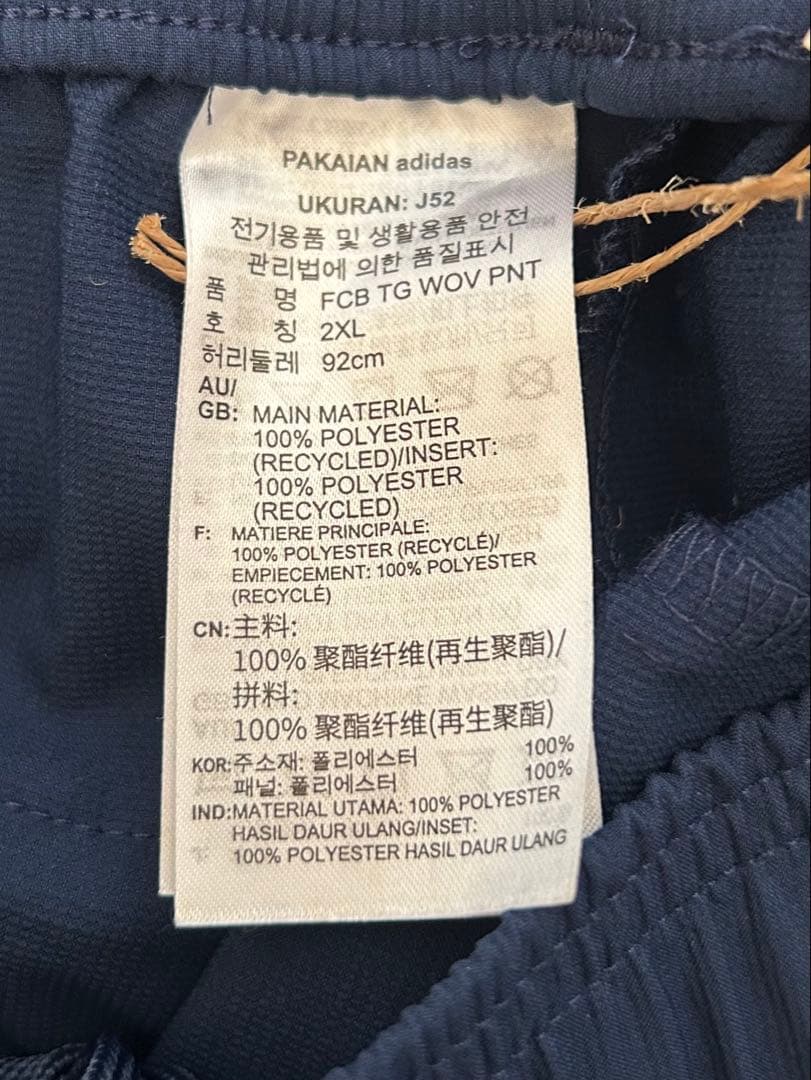 PAKAIAN adidas
UKURAN: J52
전기용품 및 생활용품 안전
관리법에 의한 품질표시
품 명 FCB TG WOV PNT
호 칭 2XL
허리둘레 92cm
AU/
GB: MAIN MATERIAL:
100% POLYESTER
(RECYCLED)/INSERT:
100% POLYESTER
(RECYCLED)
F: MATIERE PRINCIPALE:
100% POLYESTER (RECYCLÉ)/
EMPIECEMENT: 100% POLYESTER
(RECYCLÉ)
CN: 主料:
100% 聚酯纤维(再生聚酯)/
拼料:
100% 聚酯纤维(再生聚酯)
KOR: 주소재: 폴리에스터 100%
패널: 폴리에스터 100%
IND: MATERIAL UTAMA: 100% POLYESTER
HASIL DAUR ULANG/INSET:
100% POLYESTER HASIL DAUR ULANG